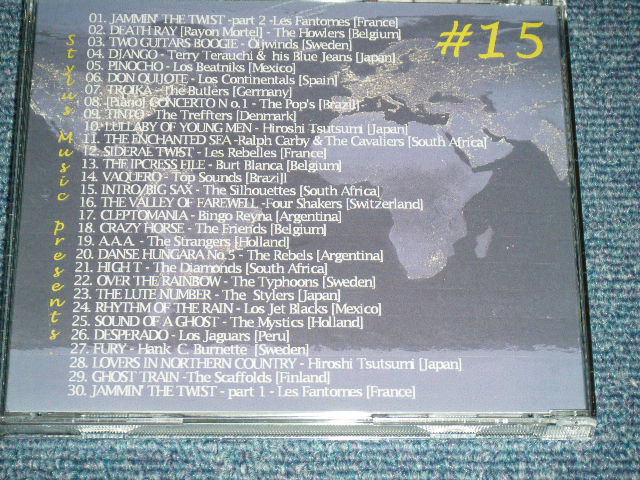 #15
Stylus Music presents.
01. JAMMIN' THE TWIST -part 2 -Les Fantomes [France]
02. DEATH RAY [Rayon Mortel] - The Howlers [Belgium]
03. TWO GUITARS BOOGIE - Öijwinds [Sweden]
04. DJANGO - Terry Terauchi & his Blue Jeans [Japan]
05. PINOCHO - Los Beatniks [Mexico]
06. DON QUIJOTE - Los Continentals [Spain]
07. TROIKA - The Butlers [Germany]
08. [Piano] CONCERTO N o.1 - The Pop's [Brazil]
09. TINTO - The Treffters [Denmark]
10. LULLABY OF YOUNG MEN - Hiroshi Tsutsumi [Japan]
11. THE ENCHANTED SEA -Ralph Carby & The Cavaliers [South Africa]
12. SIDERAL TWIST - Les Rebelles [France]
13. THE IPCRESS FILE - Burt Blanca [Belgium]
14. VAQUERO - Top Sounds [Brazil]
15. INTRO/BIG SAX - The Silhouettes [South Africa]
16. THE VALLEY OF FAREWELL -Four Shakers [Switzerland]
17. CLEPTOMANIA - Bingo Reyna [Argentina]
18. CRAZY HORSE - The Friends [Belgium]
19. A.A.A. - The Strangers [Holland]
20. DANSE HUNGARA No.5 - The Rebels [Argentina]
21. HIGH T - The Diamonds [South Africa]
22. OVER THE RAINBOW - The Typhoons [Sweden]
23. THE LUTE NUMBER - The Stylers [Japan]
24. RHYTHM OF THE RAIN - Los Jet Blacks [Mexico]
25. SOUND OF A GHOST - The Mystics [Holland]
26. DESPERADO - Los Jaguars [Peru]
27. FURY - Hank C. Burnette [Sweden]
28. LOVERS IN NORTHERN COUNTRY - Hiroshi Tsutsumi [Japan]
29. GHOST TRAIN -The Scaffolds [Finland]
30. JAMMIN' THE TWIST - part 1 - Les Fantomes [France]